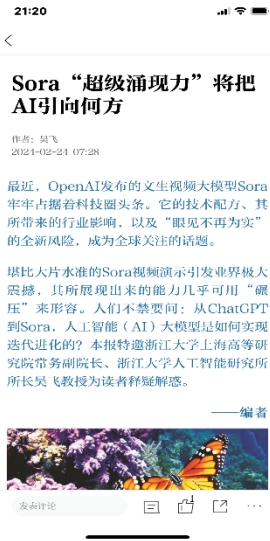 21:20
Sora“超级涌现力”将把
AI引向何方
作者：吴飞
2024-02-24 07:28
最近，OpenAI发布的文生视频大模型Sora
牢牢占据着科技圈头条。它的技术配方、其
所带来的行业影响，以及“眼见不再为实”
的全新风险，成为全球关注的话题。
堪比大片水准的Sora视频演示引发业界极大
震撼，其所展现出来的能力几乎可用“碾
压”来形容。人们不禁要问：从ChatGPT
到Sora，人工智能（AI）大模型是如何实现
迭代进化的？本报特邀浙江大学上海高等研
究院常务副院长、浙江大学人工智能研究所
所长吴飞教授为读者释疑解惑。
——编者
发表评论
1